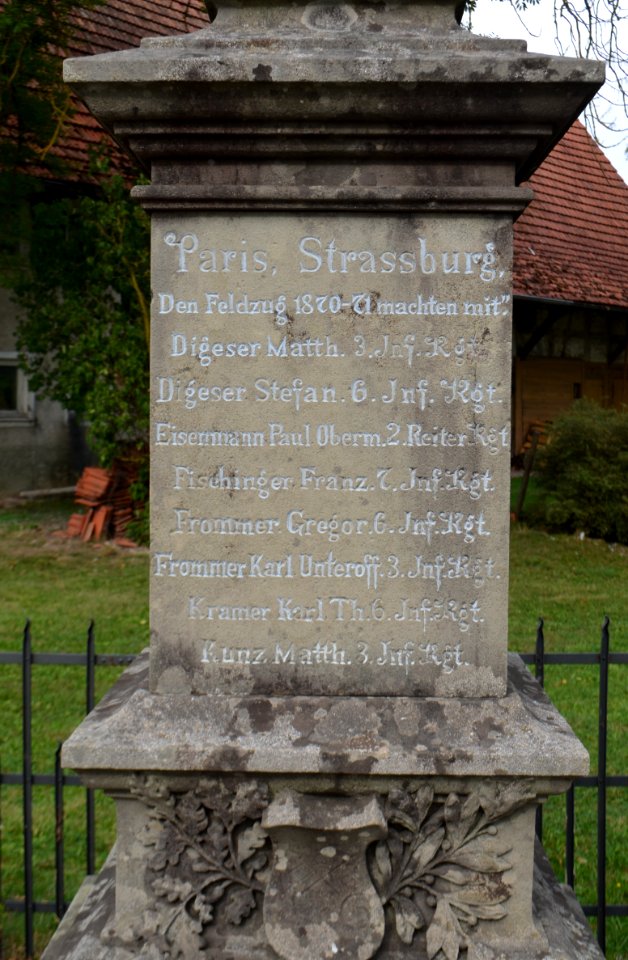 Paris, Strassburg,
Den Feldzug 1870-71 machten mit:
Digeser Matth. 3. Inf. Rgt.
Digeser Stefan. 6. Inf. Rgt.
Eisenmann Paul Oberm. 2. Reiter Rgt
Fischinger Franz. 7. Inf. Rgt.
Frommer Gregor. 6. Inf. Rgt.
Frommer Karl Unteroff. 3. Inf. Rgt.
Kramer Karl Th. 6. Inf. Rgt.
Kunz Matth. 3. Inf. Rgt.